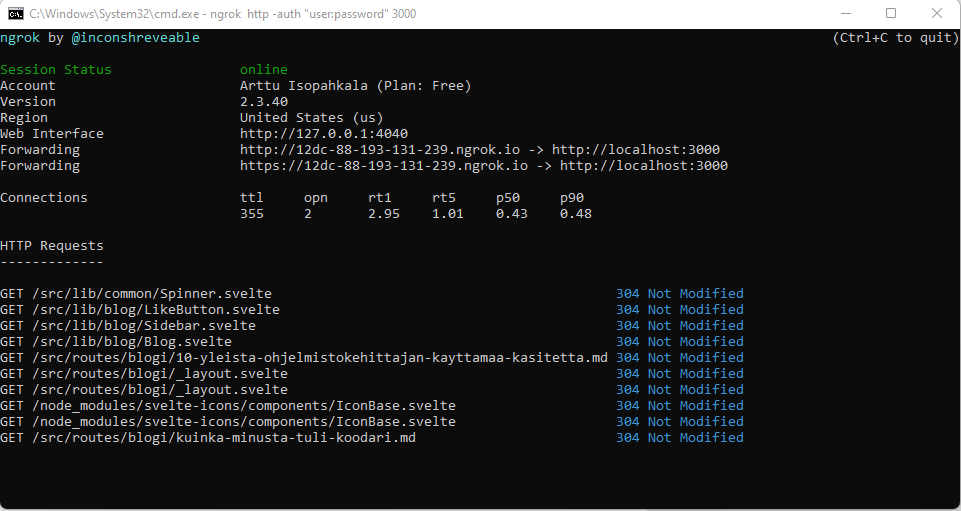 C:\Windows\System32\cmd.exe - ngrok  http -auth "user:password" 3000
ngrok by @inconshreveable (Ctrl+C to quit)
Session Status online
Account Arttu Isopahkala (Plan: Free)
Version 2.3.40
Region United States (us)
Web Interface http://127.0.0.1:4040
Forwarding http://12dc-88-193-131-239.ngrok.io -> http://localhost:3000
Forwarding https://12dc-88-193-131-239.ngrok.io -> http://localhost:3000
Connections ttl opn rt1 rt5 p50 p90
355 2 2.95 1.01 0.43 0.48
HTTP Requests
-------------
GET /src/lib/common/Spinner.svelte 304 Not Modified
GET /src/lib/blog/LikeButton.svelte 304 Not Modified
GET /src/lib/blog/Sidebar.svelte 304 Not Modified
GET /src/lib/blog/Blog.svelte 304 Not Modified
GET /src/routes/blogi/10-yleista-ohjelmistokehittajan-kayttamaa-kasitetta.md 304 Not Modified
GET /src/routes/blogi/_layout.svelte 304 Not Modified
GET /src/routes/blogi/_layout.svelte 304 Not Modified
GET /node_modules/svelte-icons/components/IconBase.svelte 304 Not Modified
GET /node_modules/svelte-icons/components/IconBase.svelte 304 Not Modified
GET /src/routes/blogi/kuinka-minusta-tuli-koodari.md 304 Not Modified